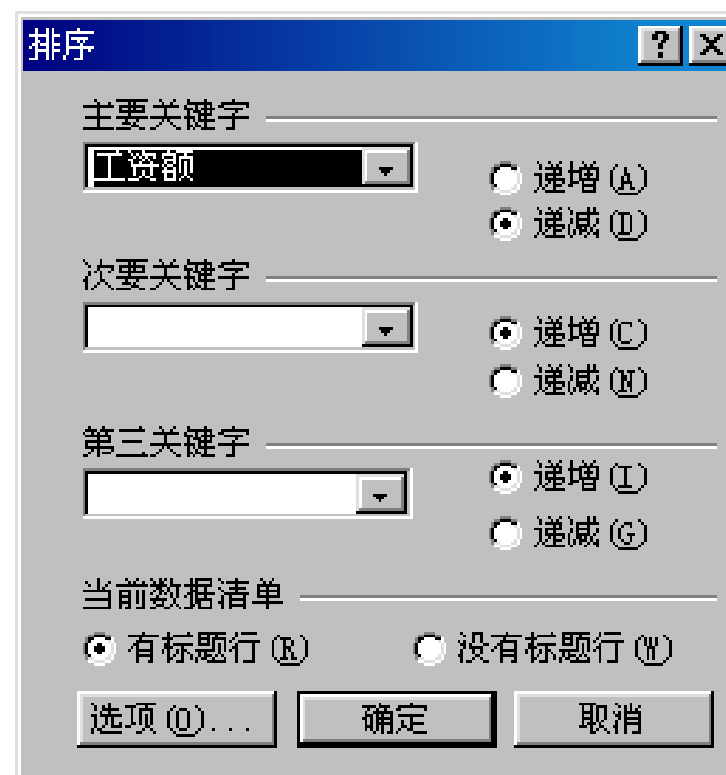 排序
主要关键字
工资额
递增(A)
递减(D)
次要关键字
递增(C)
递减(N)
第三关键字
递增(I)
递减(G)
当前数据清单
有标题行(R) 没有标题行(W)
选项(O)... 确定 取消